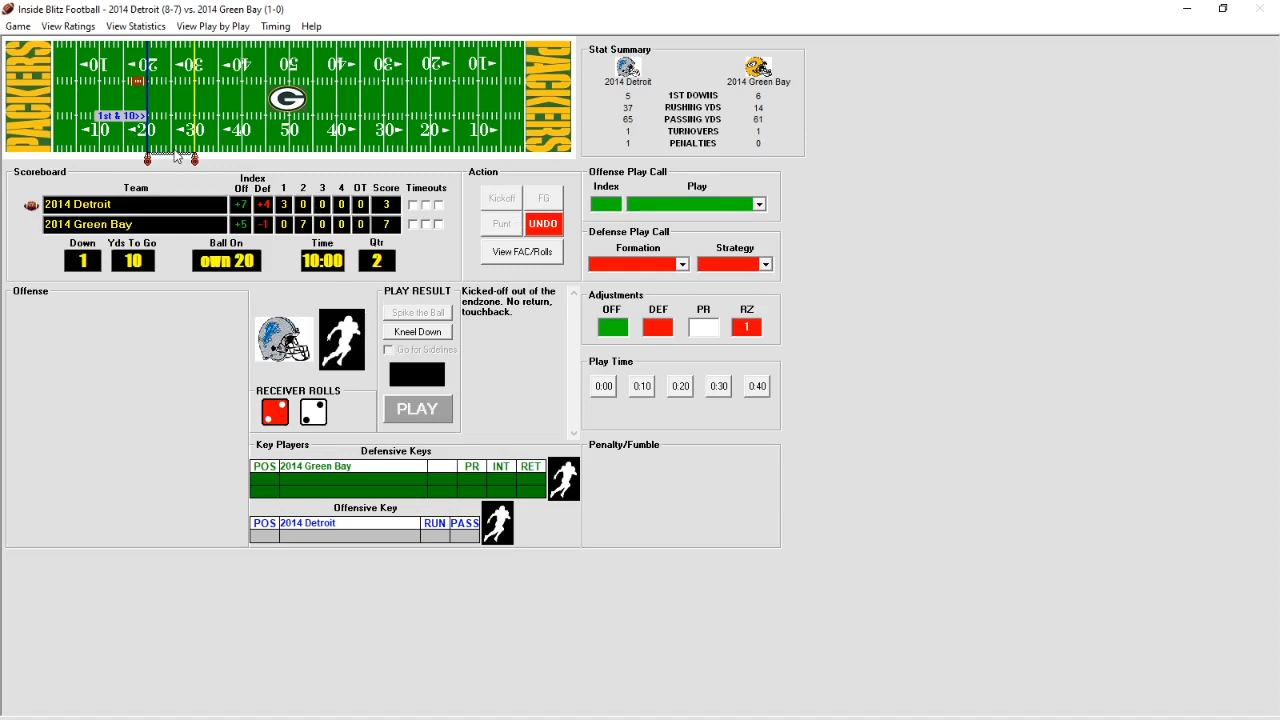 Inside Blitz Football - 2014 Detroit (8-7) vs. 2014 Green Bay (1-0)
Game View Ratings View Statistics View Play by Play Timing Help
PACKERS
10 20 30 40 50 40 30 20 10
1st & 10>>
G
10 20 30 40 50 40 30 20 10
PACKERS
Stat Summary
2014 Detroit 2014 Green Bay
5 1ST DOWNS 6
37 RUSHING YDS 14
65 PASSING YDS 61
1 TURNOVERS 1
1 PENALTIES 0
Scoreboard
Index
Team Off Def 1 2 3 4 OT Score Timeouts
2014 Detroit +7 +4 3 0 0 0 0 3
2014 Green Bay +5 -1 0 7 0 0 0 7
Down Yds To Go Ball On Time Qtr
1 10 own 20 10:00 2
Action
Kickoff FG
Punt UNDO
View FAC/Rolls
Offense Play Call
Index Play
Defense Play Call
Formation Strategy
Offense
RECEIVER ROLLS
PLAY RESULT
Spike the Ball
Kneel Down
Go for Sidelines
PLAY
Kicked-off out of the
endzone. No return,
touchback.
Adjustments
OFF DEF PR RZ
1
Play Time
0:00 0:10 0:20 0:30 0:40
Key Players
Defensive Keys
POS 2014 Green Bay PR INT RET
Offensive Key
POS 2014 Detroit RUN PASS
Penalty/Fumble